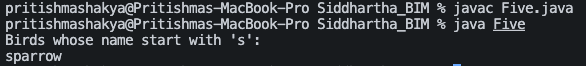 pritishmashakya@Pritishmas-MacBook-Pro Siddhartha_BIM % javac Five.java
pritishmashakya@Pritishmas-MacBook-Pro Siddhartha_BIM % java Five
Birds whose name start with 's':
sparrow